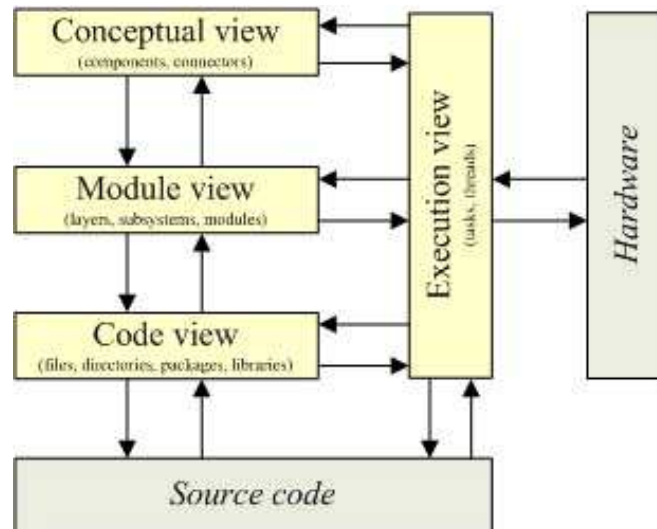 Conceptual view
(components, connectors)
Module view
(layers, subsystems, modules)
Code view
(files, directories, packages, libraries)
Execution view
(tasks, threads)
Hardware
Source code